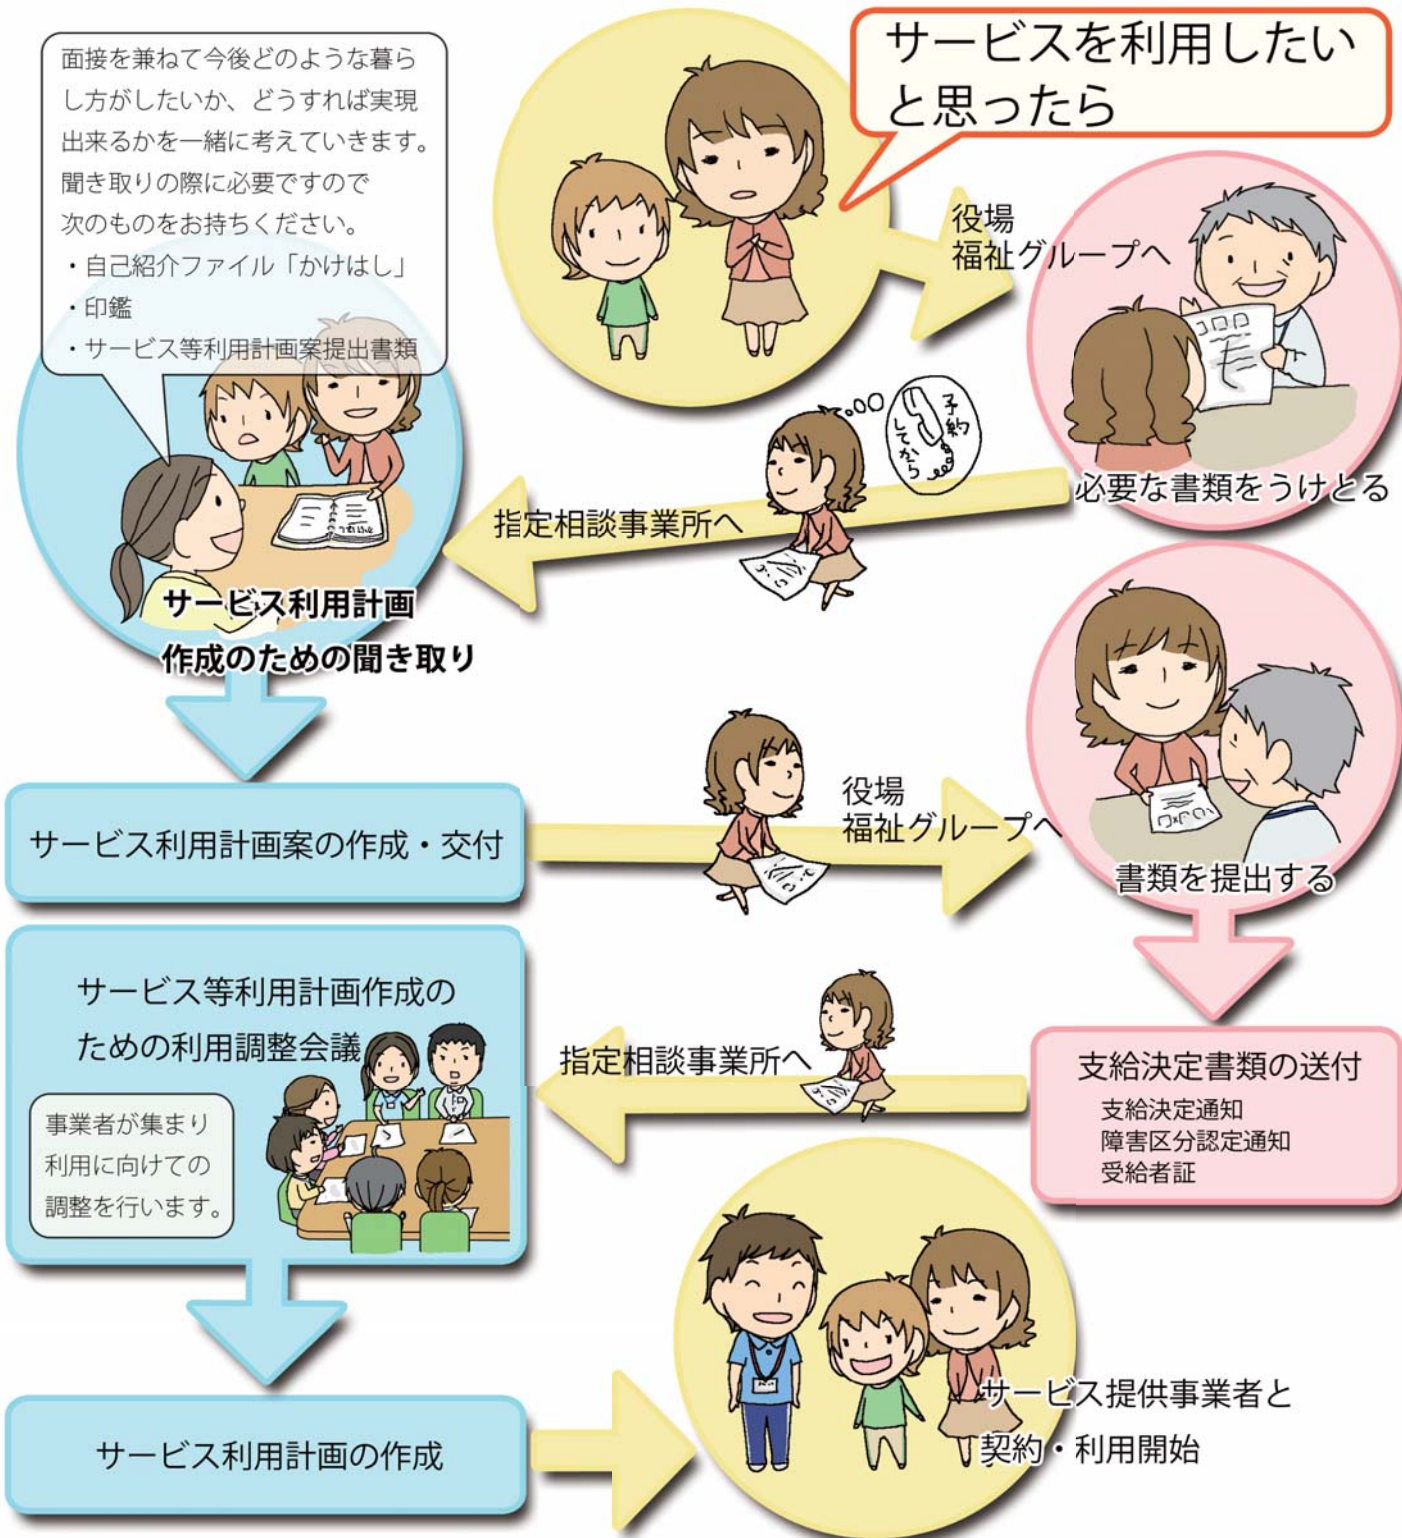 サービスを利用したい
と思ったら
役場
福祉グループへ
必要な書類をうけとる
予約
してから
指定相談事業所へ
面接を兼ねて今後どのような暮ら
し方がしたいか、どうすれば実現
出来るかを一緒に考えていきます。
聞き取りの際に必要ですので
次のものをお持ちください。
・自己紹介ファイル「かけはし」
・印鑑
・サービス等利用計画案提出書類
サービス利用計画
作成のための聞き取り
サービス利用計画案の作成・交付
役場
福祉グループへ
書類を提出する
支給決定書類の送付
支給決定通知
障害区分認定通知
受給者証
指定相談事業所へ
サービス等利用計画作成の
ための利用調整会議
事業者が集まり
利用に向けての
調整を行います。
サービス利用計画の作成
サービス提供事業者と
契約・利用開始